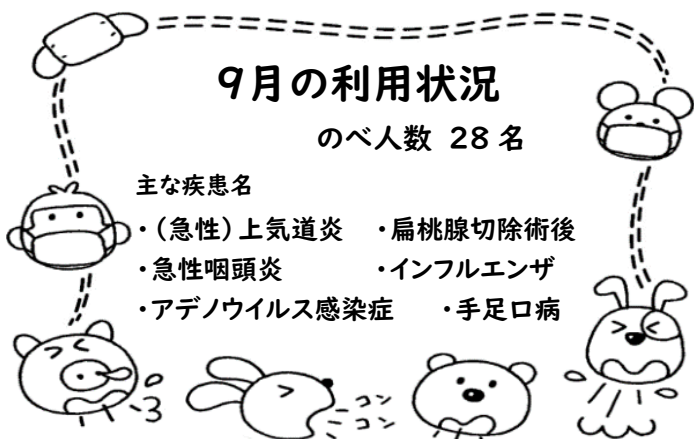 9月の利用状況
のべ人数 28名
主な疾患名
・(急性)上気道炎 ・扁桃腺切除術後
・急性咽頭炎 ・インフルエンザ
・アデノウイルス感染症 ・手足口病
コン
コン